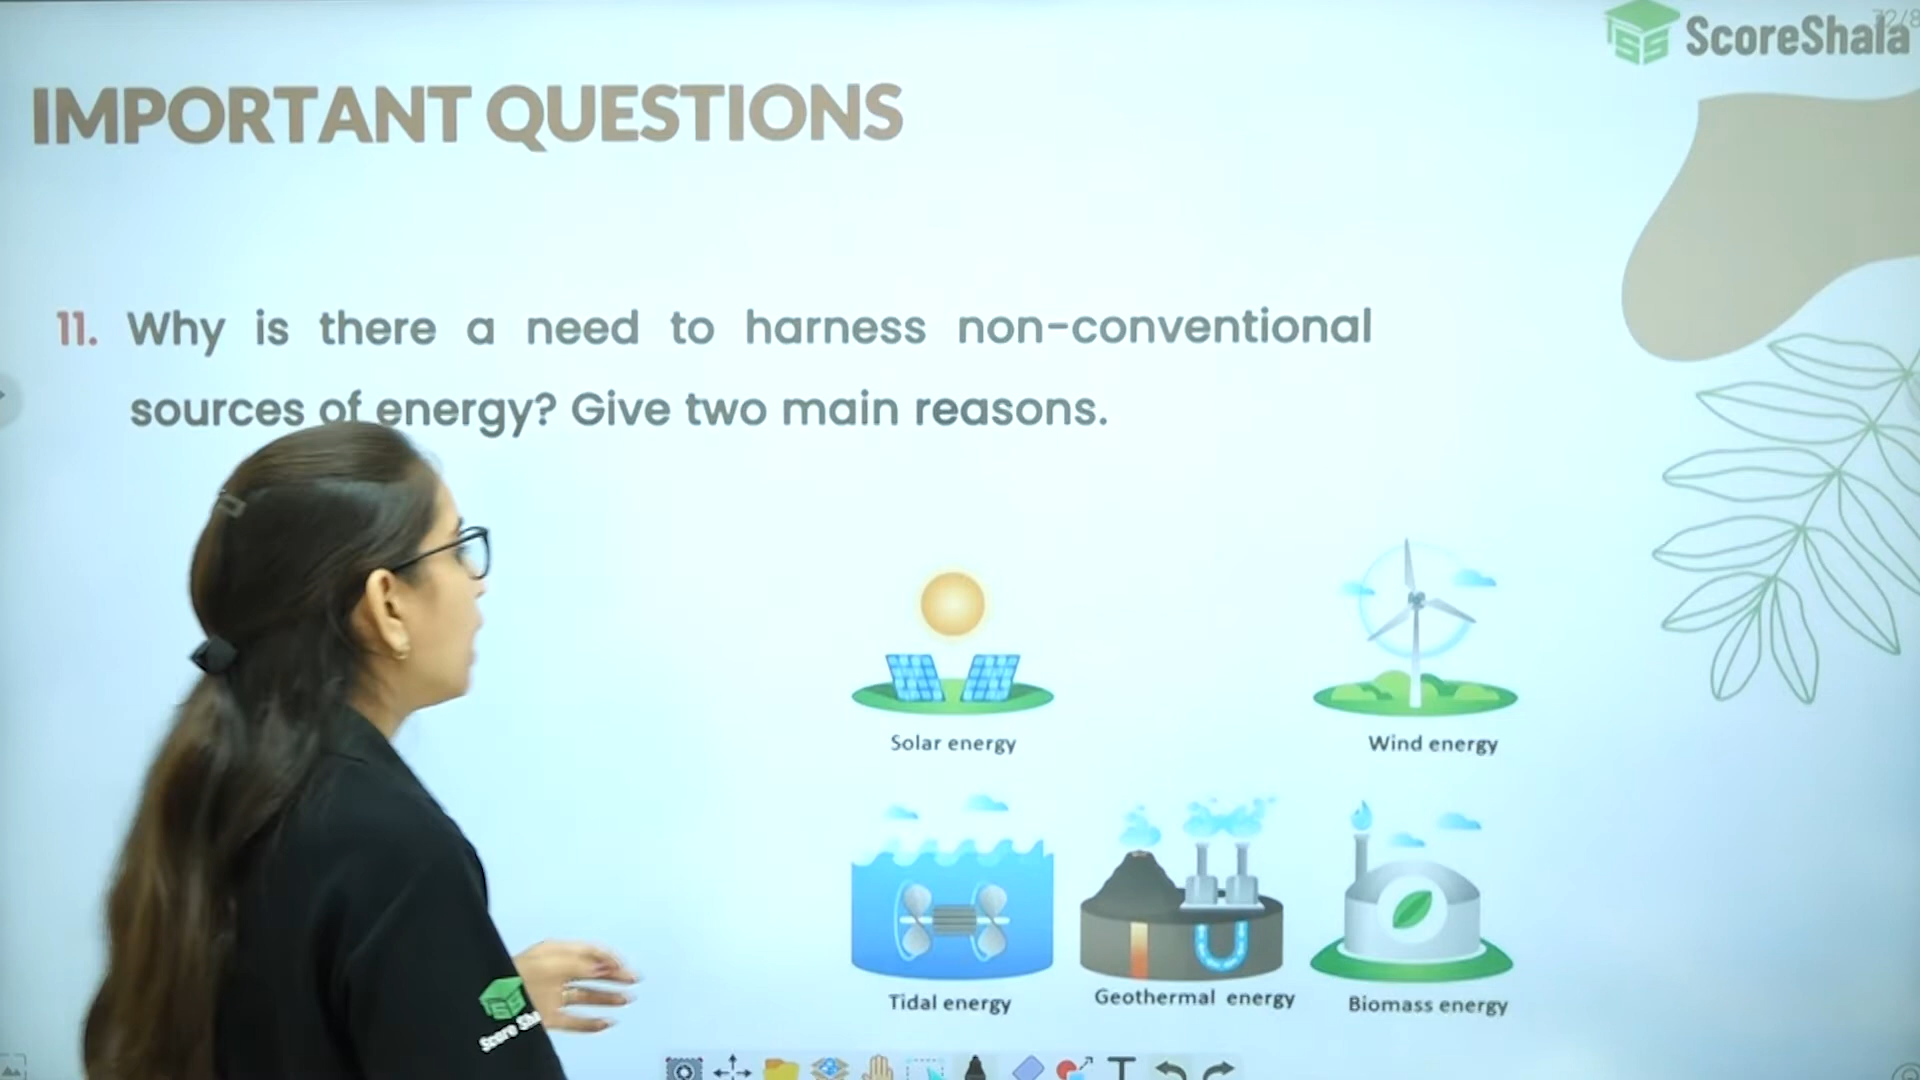 ScoreShala
IMPORTANT QUESTIONS
11. Why is there a need to harness non-conventional
sources of energy? Give two main reasons.
Solar energy
Wind energy
Tidal energy
Geothermal energy
Biomass energy
Score